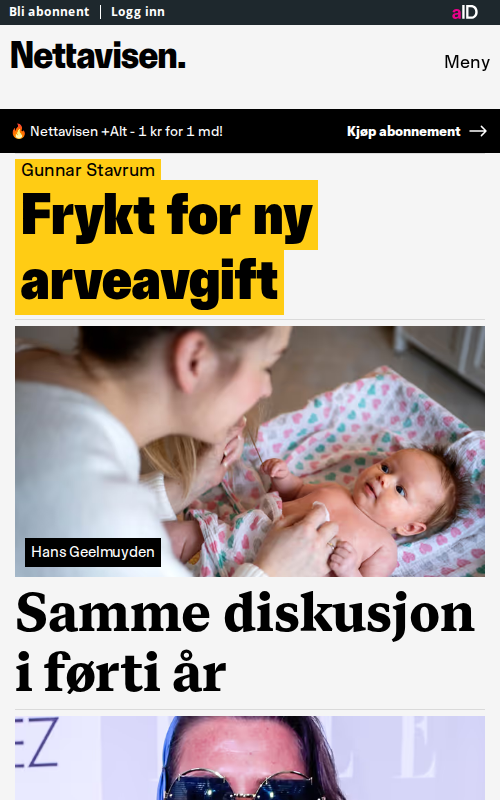 Bli abonnent
Logg inn
aID
Nettavisen.
Meny
🔥 Nettavisen +Alt - 1 kr for 1 md!
Kjøp abonnement →
Gunnar Stavrum
Frykt for ny
arveavgift
Hans Geelmuyden
Samme diskusjon
i førti år
EZ
L L E